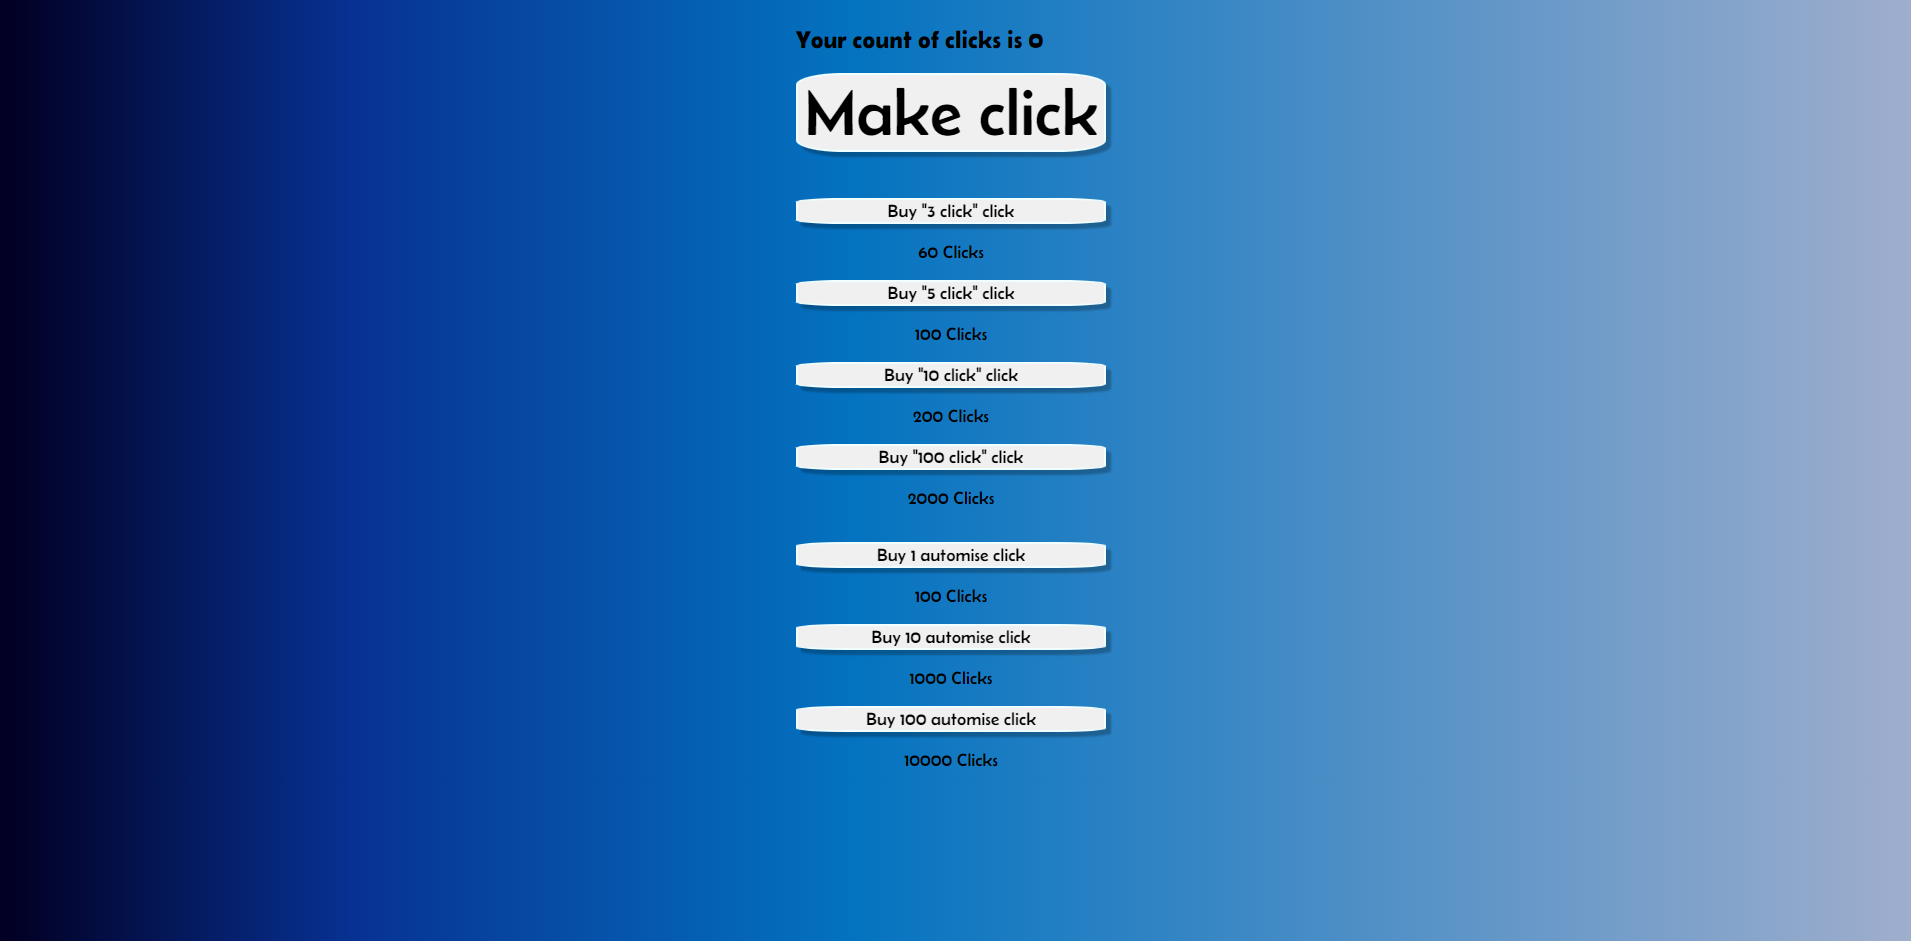 Your count of clicks is 0
Make click
Buy "3 click" click
60 Clicks
Buy "5 click" click
100 Clicks
Buy "10 click" click
200 Clicks
Buy "100 click" click
2000 Clicks
Buy 1 automise click
100 Clicks
Buy 10 automise click
1000 Clicks
Buy 100 automise click
10000 Clicks